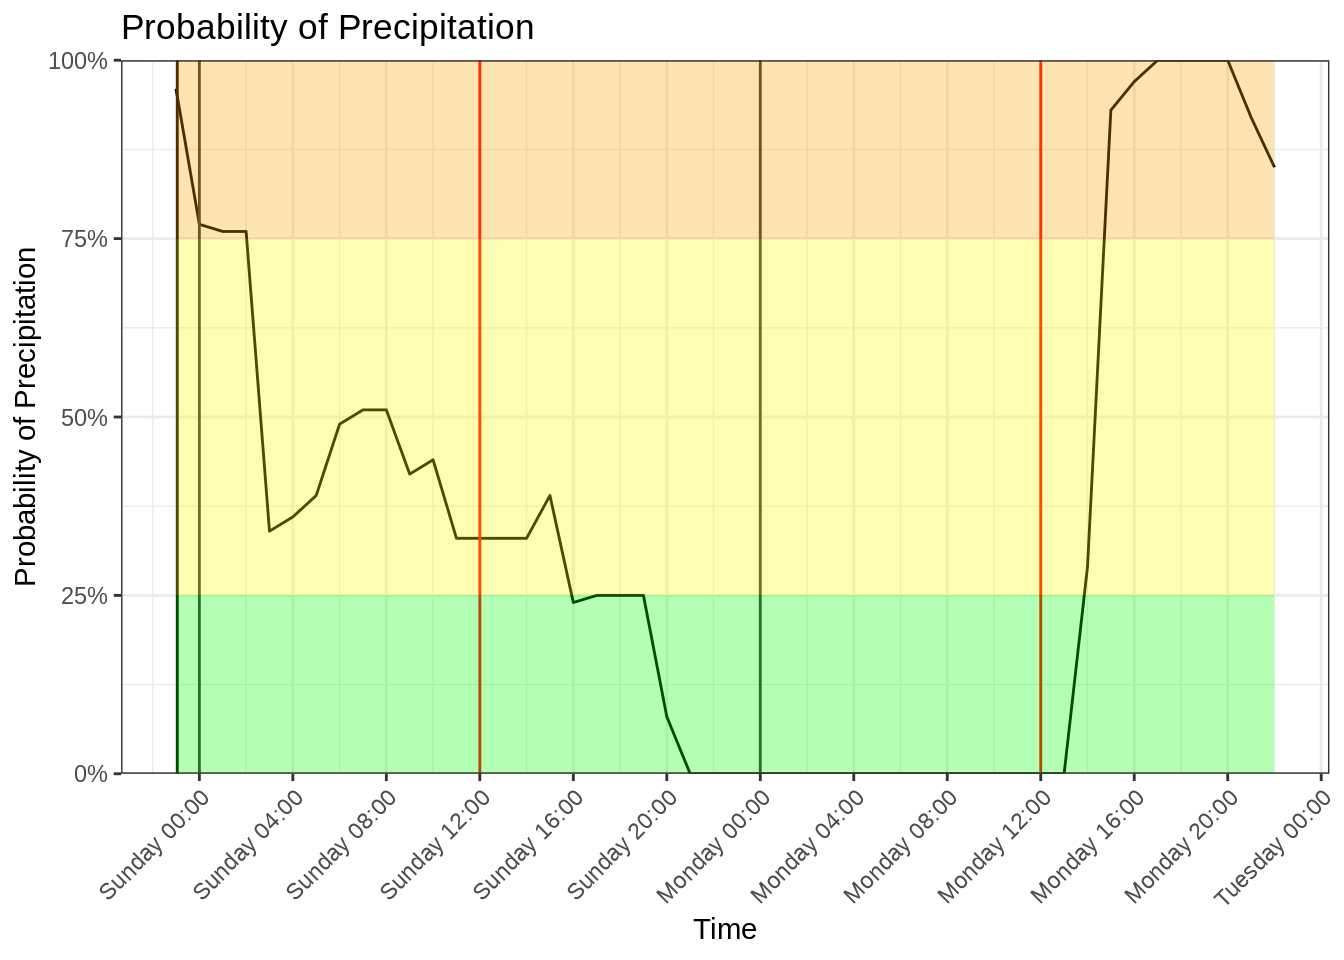 Probability of Precipitation
Probability of Precipitation
100%
75%
50%
25%
0%
Sunday 00:00
Sunday 04:00
Sunday 08:00
Sunday 12:00
Sunday 16:00
Sunday 20:00
Monday 00:00
Monday 04:00
Monday 08:00
Monday 12:00
Monday 16:00
Monday 20:00
Tuesday 00:00
Time